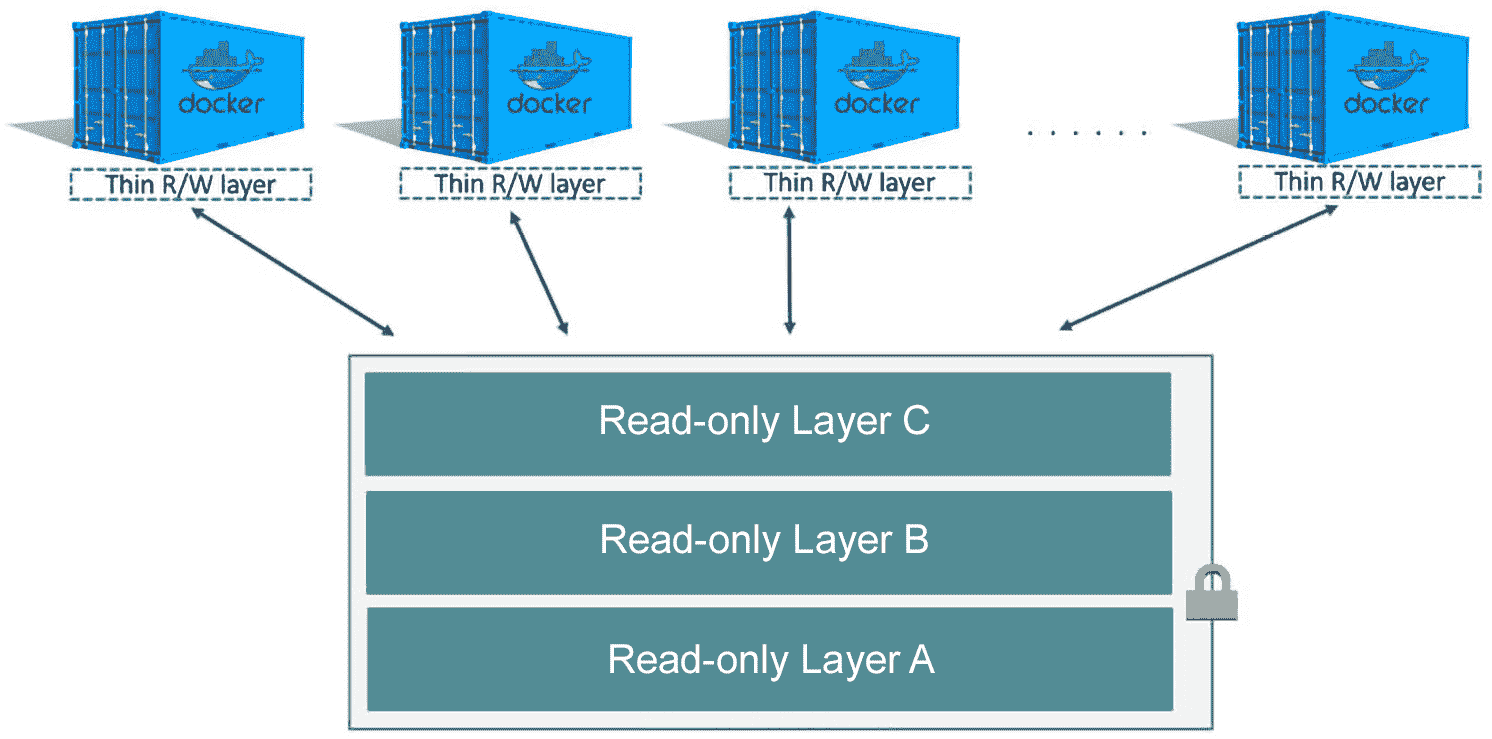 docker
docker
docker
docker
. . . . . .
Thin R/W layer
Thin R/W layer
Thin R/W layer
Thin R/W layer
Read-only Layer C
Read-only Layer B
Read-only Layer A